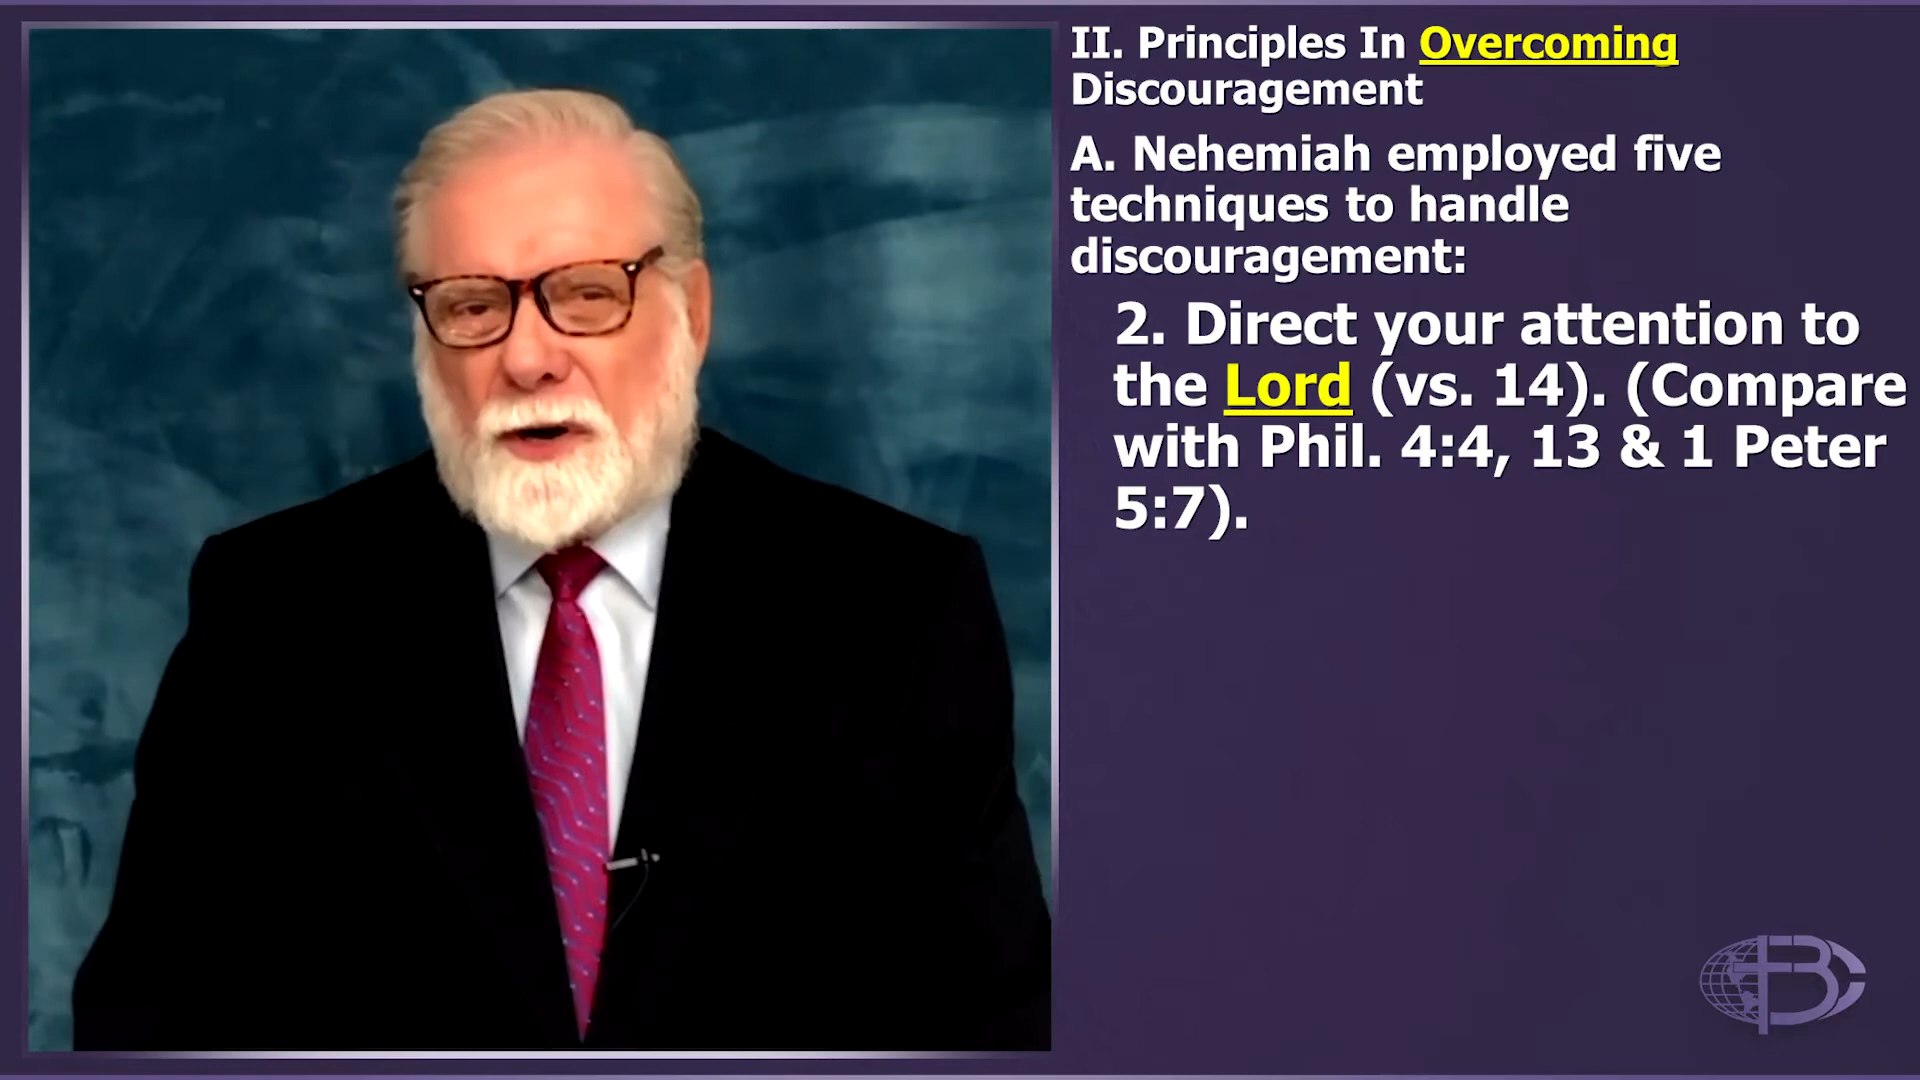 II. Principles In Overcoming
Discouragement
A. Nehemiah employed five
techniques to handle
discouragement:
2. Direct your attention to
the Lord (vs. 14). (Compare
with Phil. 4:4, 13 & 1 Peter
5:7).